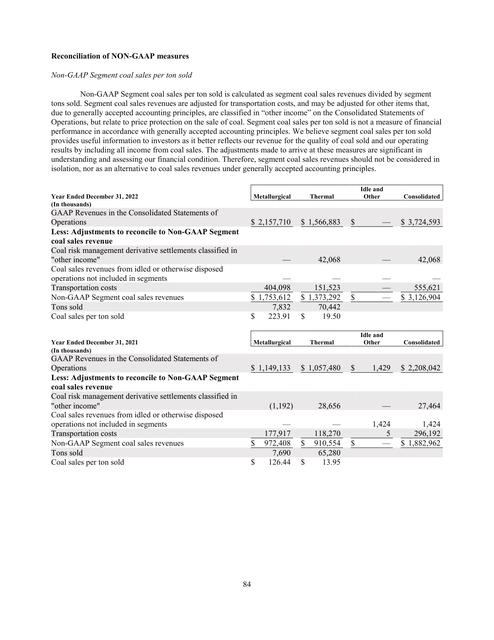 Reconciliation of NON-GAAP measures
Non-GAAP Segment coal sales per ton sold
Non-GAAP Segment coal sales per ton sold is calculated as segment coal sales revenues divided by segment
tons sold. Segment coal sales revenues are adjusted for transportation costs, and may be adjusted for other items that,
due to generally accepted accounting principles, are classified in “other income” on the Consolidated Statements of
Operations, but relate to price protection on the sale of coal. Segment coal sales per ton sold is not a measure of financial
performance in accordance with generally accepted accounting principles. We believe segment coal sales per ton sold
provides useful information to investors as it better reflects our revenue for the quality of coal sold and our operating
results by including all income from coal sales. The adjustments made to arrive at these measures are significant in
understanding and assessing our financial condition. Therefore, segment coal sales revenues should not be considered in
isolation, nor as an alternative to coal sales revenues under generally accepted accounting principles.
Idle and
Year Ended December 31, 2022 Metallurgical Thermal Other Consolidated
(In thousands)
GAAP Revenues in the Consolidated Statements of
Operations $ 2,157,710 $ 1,566,883 $ — $ 3,724,593
Less: Adjustments to reconcile to Non-GAAP Segment
coal sales revenue
Coal risk management derivative settlements classified in
"other income" — 42,068 — 42,068
Coal sales revenues from idled or otherwise disposed
operations not included in segments — — — —
Transportation costs 404,098 151,523 — 555,621
Non-GAAP Segment coal sales revenues $ 1,753,612 $ 1,373,292 $ — $ 3,126,904
Tons sold 7,832 70,442
Coal sales per ton sold $ 223.91 $ 19.50
Idle and
Year Ended December 31, 2021 Metallurgical Thermal Other Consolidated
(In thousands)
GAAP Revenues in the Consolidated Statements of
Operations $ 1,149,133 $ 1,057,480 $ 1,429 $ 2,208,042
Less: Adjustments to reconcile to Non-GAAP Segment
coal sales revenue
Coal risk management derivative settlements classified in
"other income" (1,192) 28,656 — 27,464
Coal sales revenues from idled or otherwise disposed
operations not included in segments — — 1,424 1,424
Transportation costs 177,917 118,270 5 296,192
Non-GAAP Segment coal sales revenues $ 972,408 $ 910,554 $ — $ 1,882,962
Tons sold 7,690 65,280
Coal sales per ton sold $ 126.44 $ 13.95
84